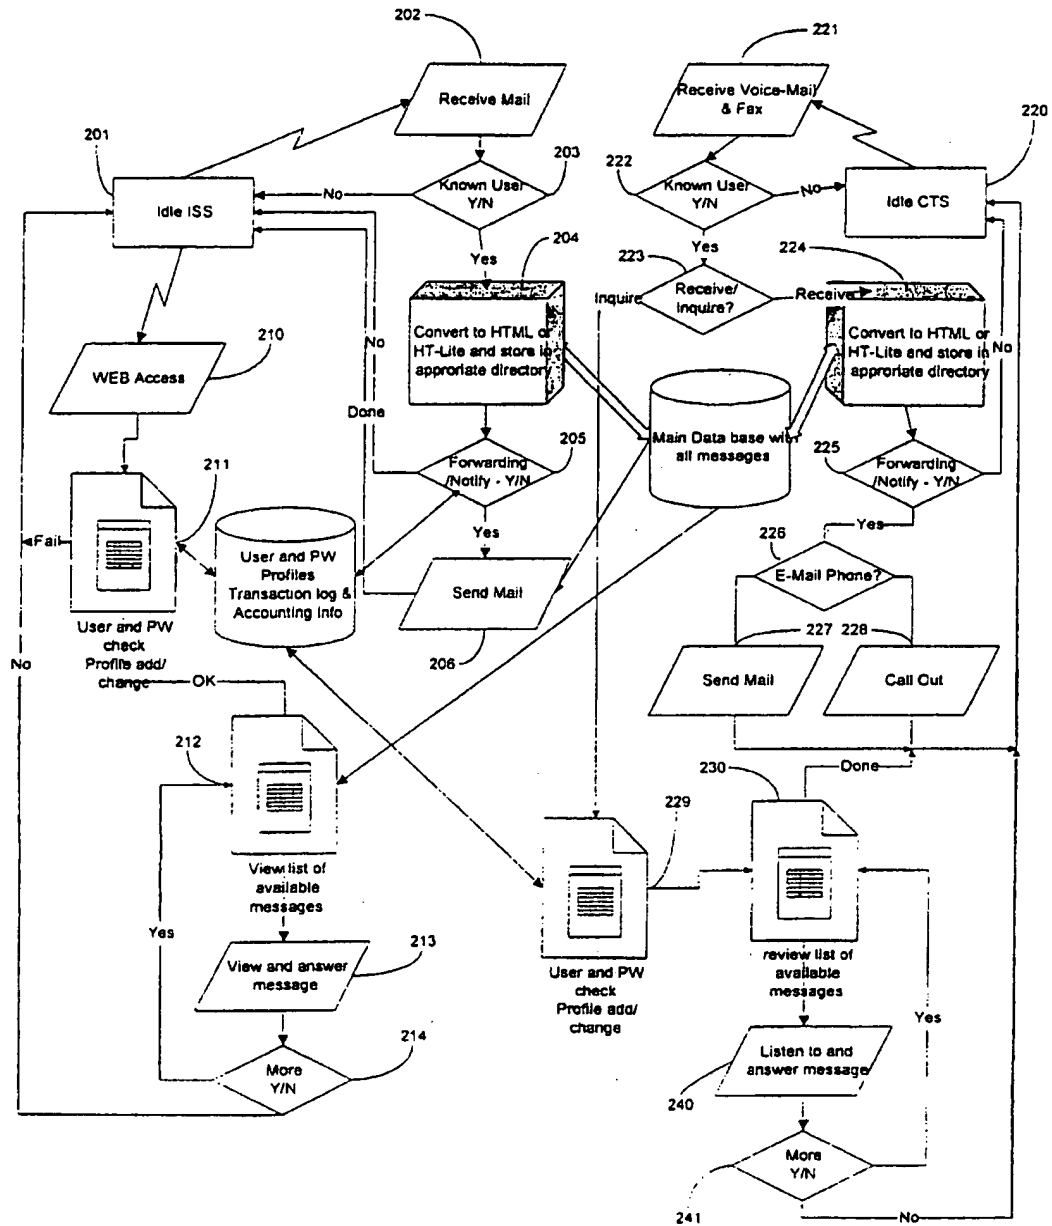 202
221
Receive Mail
Receive Voice-Mail
& Fax
220
201
203
222
Known User
Y/N
Known User
Y/N
No
No
Idle ISS
Idle CTS
Yes
204
Yes
223
224
Receive/
Inquire?
Inquire
Receive
210
No
Convert to HTML or
HT-Lite and store in
approriate directory
Convert to HTML or
HT-Lite and store in
approriate directory
No
WEB Access
Done
Main Data base with
all messages
205
211
Forwarding
/Notify - Y/N
225
Forwarding
/Notify - Y/N
Yes
Yes
226
Fail
User and PW
Profiles
Transaction log &
Accounting Info
E-Mail Phone?
Send Mail
User and PW
check
Profile add/
change
206
227 228
No
OK
Send Mail
Call Out
212
230
Done
229
View list of
available
messages
Yes
213
View and answer
message
User and PW
check
Profile add/
change
review list of
available
messages
Yes
214
More
Y/N
Listen to and
answer message
240
More
Y/N
241
No